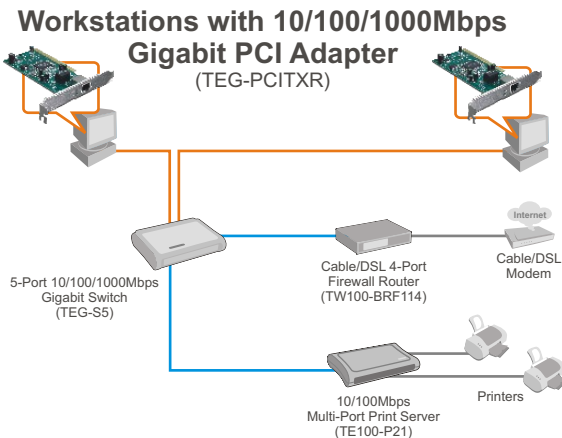 Workstations with 10/100/1000Mbps
Gigabit PCI Adapter
(TEG-PCITXR)
Internet
Cable/DSL
Modem
Cable/DSL 4-Port
Firewall Router
(TW100-BRF114)
5-Port 10/100/1000Mbps
Gigabit Switch
(TEG-S5)
Printers
10/100Mbps
Multi-Port Print Server
(TE100-P21)